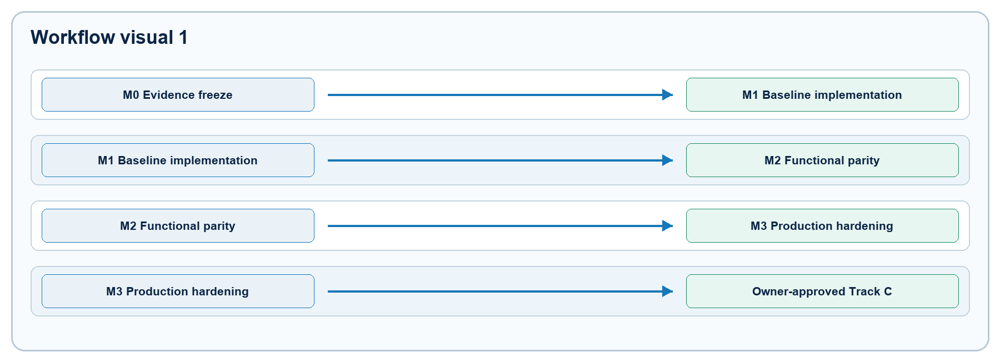 Workflow visual 1
M0 Evidence freeze
M1 Baseline implementation
M1 Baseline implementation
M2 Functional parity
M2 Functional parity
M3 Production hardening
M3 Production hardening
Owner-approved Track C